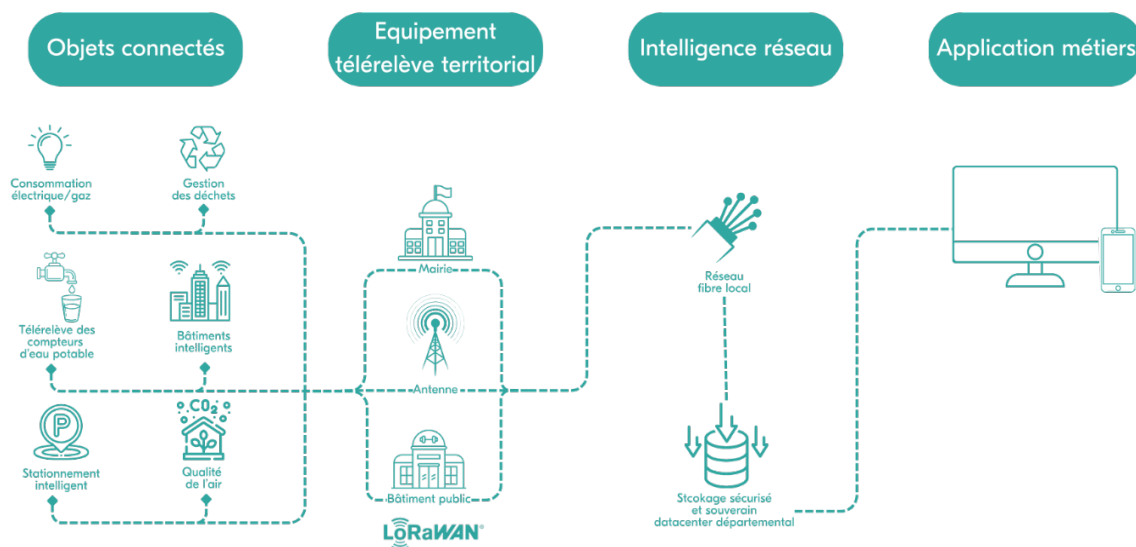 Objets connectés
Equipement
télérelève territorial
Intelligence réseau
Application métiers
Consommation
électrique/gaz
Gestion
des déchets
Télérelève des
compteurs
d'eau potable
Bâtiments
intelligents
P
Stationnement
intelligent
CO₂
Qualité
de l'air
Mairie
Antenne
Bâtiment public
LoRaWAN®
Réseau
fibre local
Stcokage sécurisé
et souverain
datacenter départemental